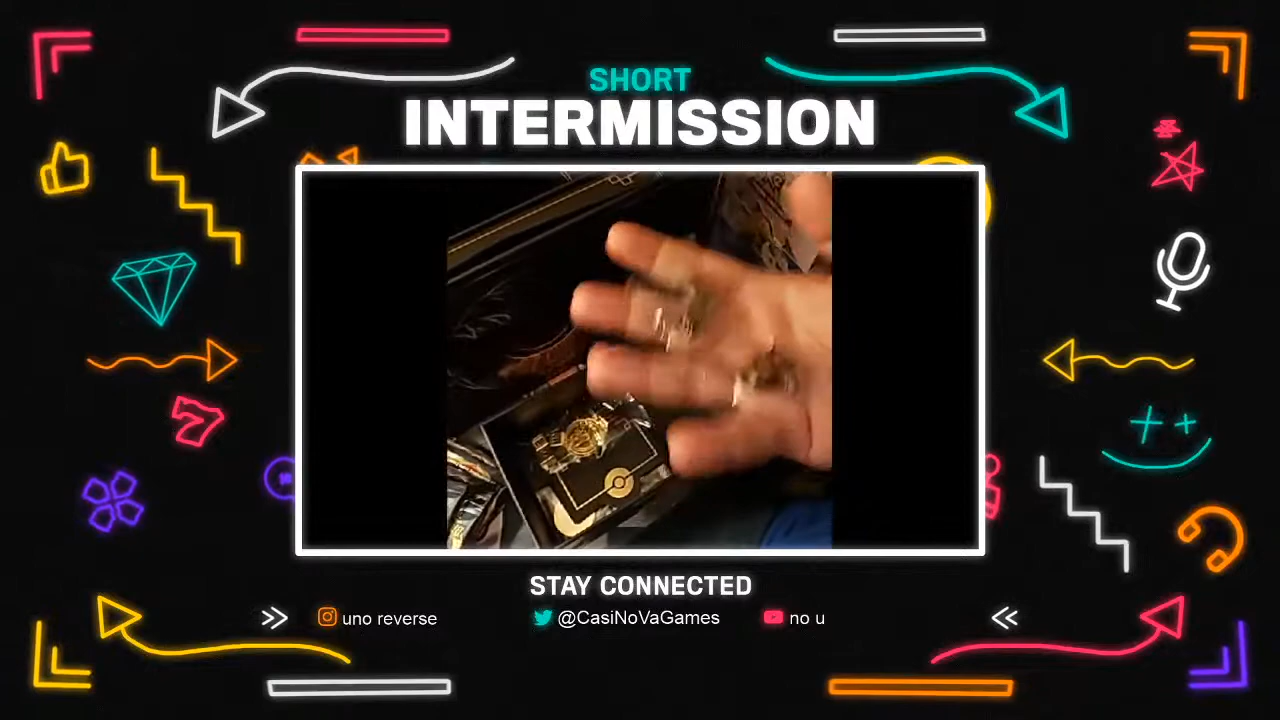 SHORT
INTERMISSION
STAY CONNECTED
uno reverse
@CasiNoVaGames
no u